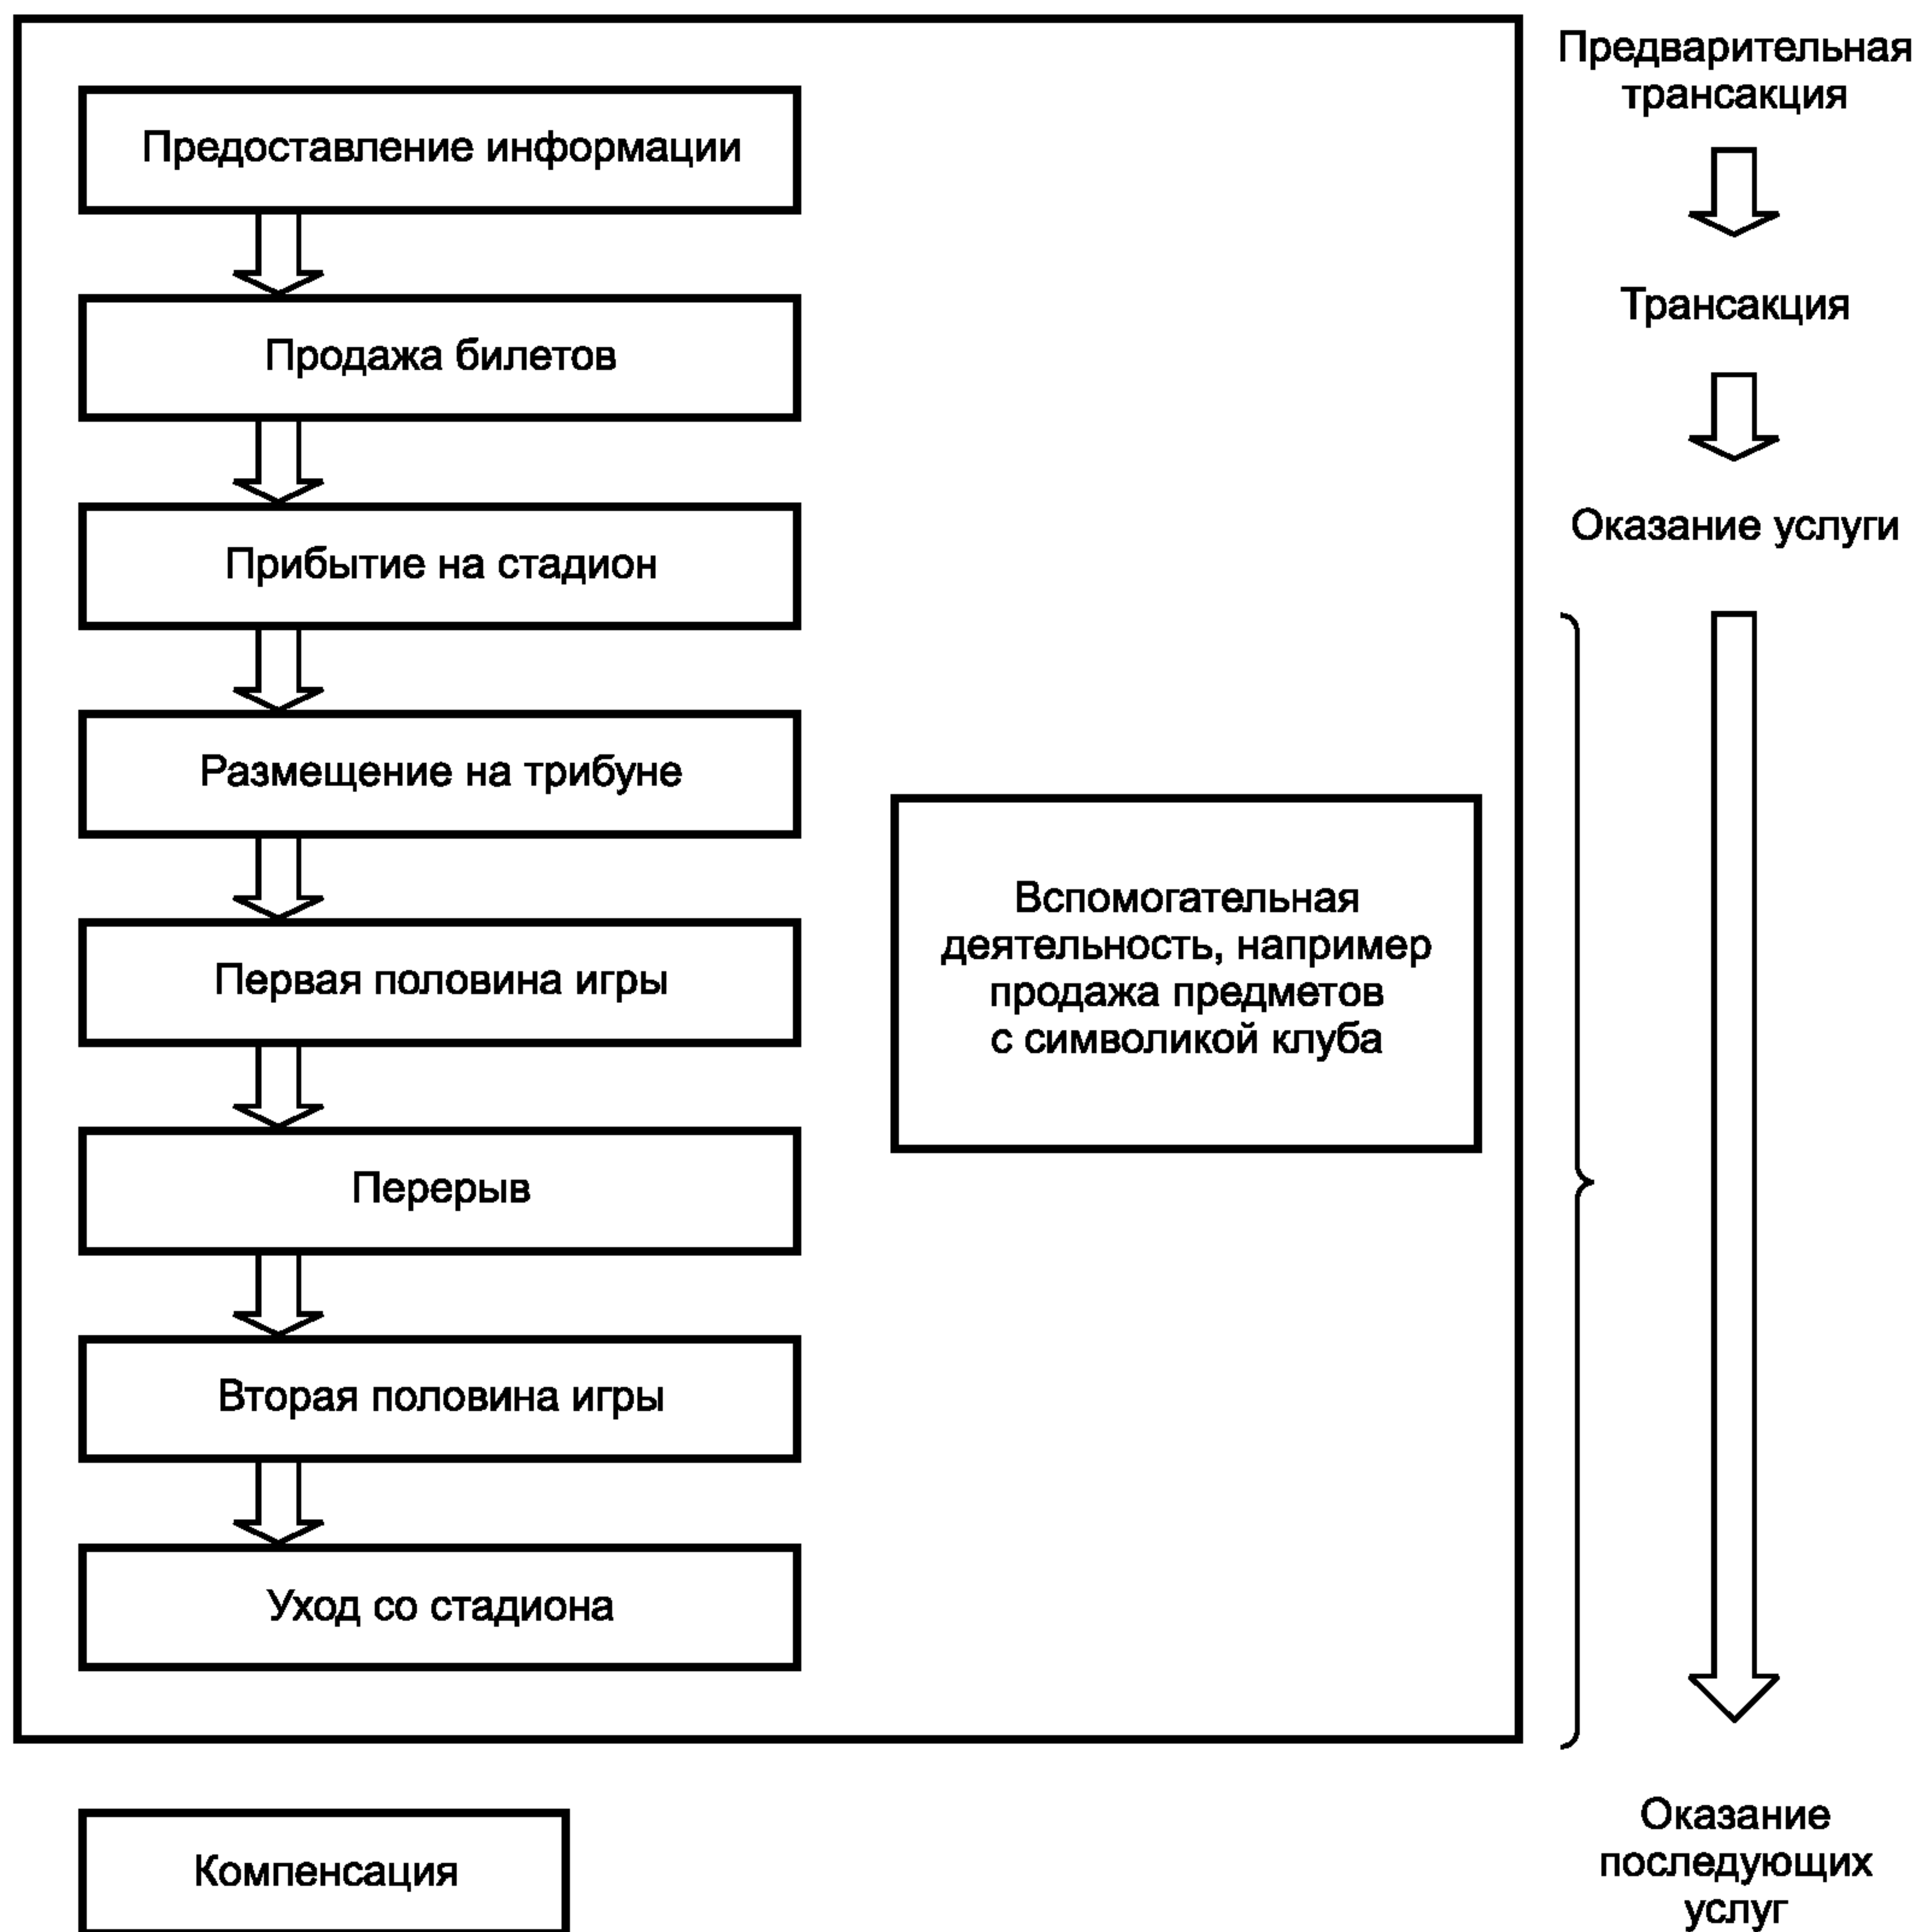 Предварительная
трансакция
Предоставление информации
Трансакция
Продажа билетов
Оказание услуги
Прибытие на стадион
Размещение на трибуне
Вспомогательная
деятельность, например
продажа предметов
с символикой клуба
Первая половина игры
Перерыв
Вторая половина игры
Уход со стадиона
Оказание
последующих
услуг
Компенсация